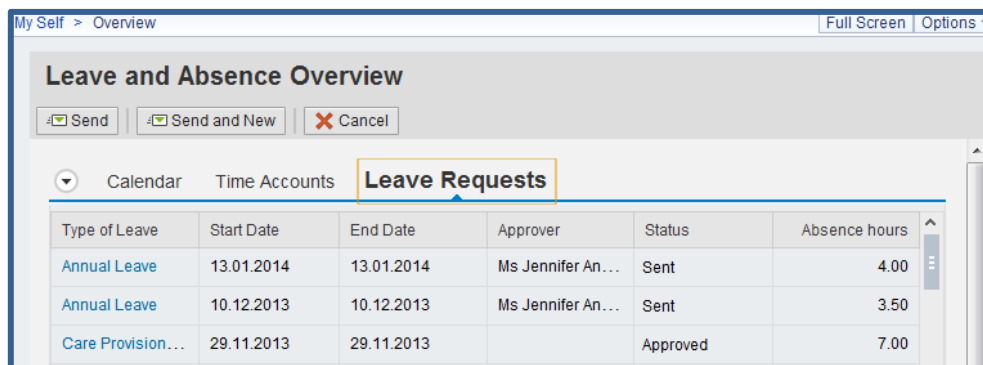 My Self > Overview Full Screen Options
Leave and Absence Overview
Send Send and New Cancel
Calendar Time Accounts Leave Requests
Type of Leave Start Date End Date Approver Status Absence hours
Annual Leave 13.01.2014 13.01.2014 Ms Jennifer An... Sent 4.00
Annual Leave 10.12.2013 10.12.2013 Ms Jennifer An... Sent 3.50
Care Provision... 29.11.2013 29.11.2013 Approved 7.00